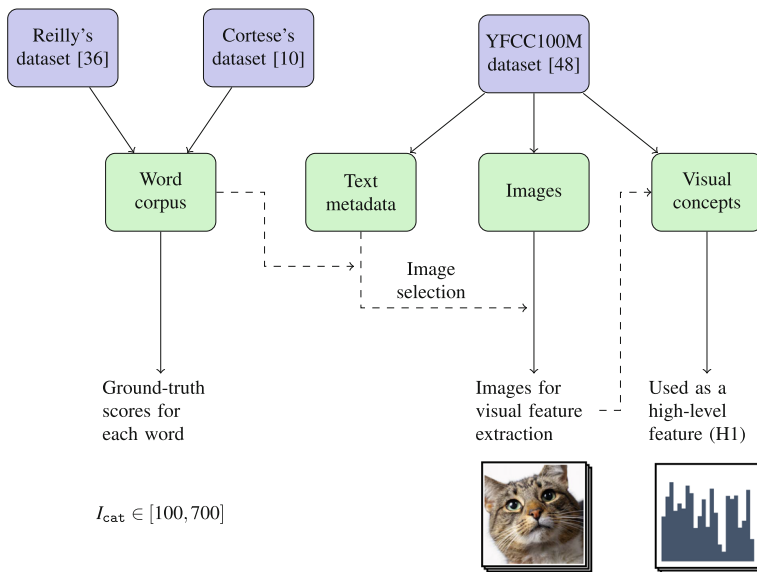 Reilly's
dataset [36]
Cortese's
dataset [10]
YFCC100M
dataset [48]
Word
corpus
Text
metadata
Images
Visual
concepts
Image
selection
Ground-truth
scores for
each word
Images for
visual feature
extraction
Used as a
high-level
feature (H1)
I_cat ∈ [100, 700]